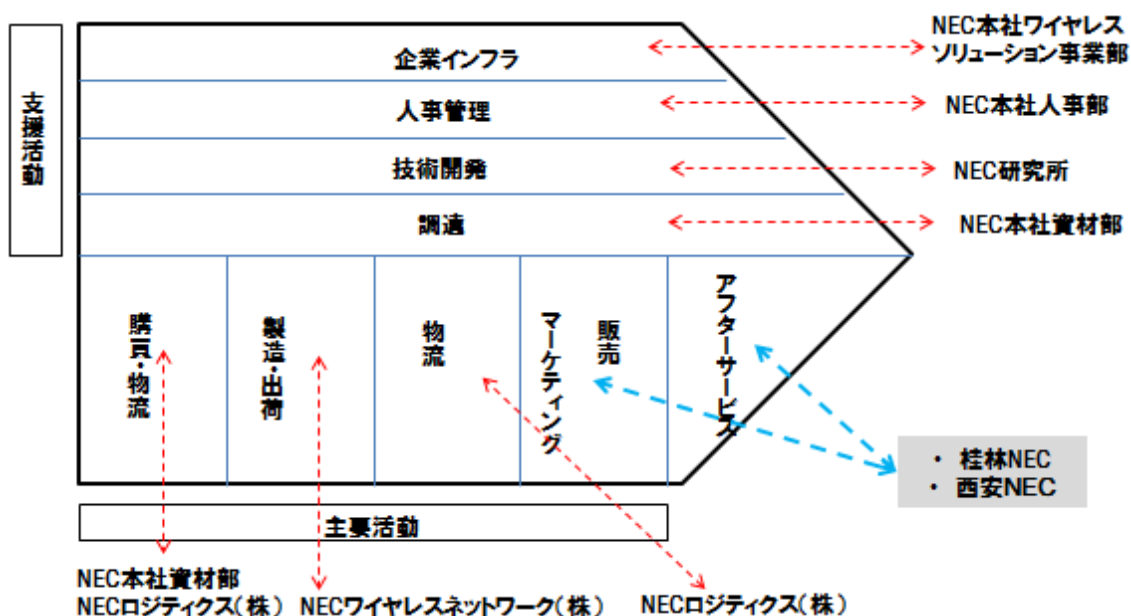 NEC本社ワイヤレス
ソリューション事業部
企業インフラ
支援活動
人事管理
NEC本社人事部
技術開発
NEC研究所
調達
NEC本社資材部
購買・物流
製造・出荷
物流
マーケティング
販売
アフターサービス
・ 桂林NEC
・ 西安NEC
主要活動
NEC本社資材部
NECロジティクス(株)
NECワイヤレスネットワーク(株)
NECロジティクス(株)